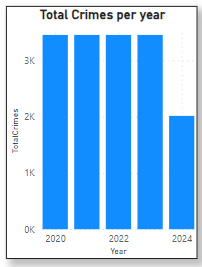 Total Crimes per year
3K
2K
1K
0K
TotalCrimes
2020 2022 2024
Year